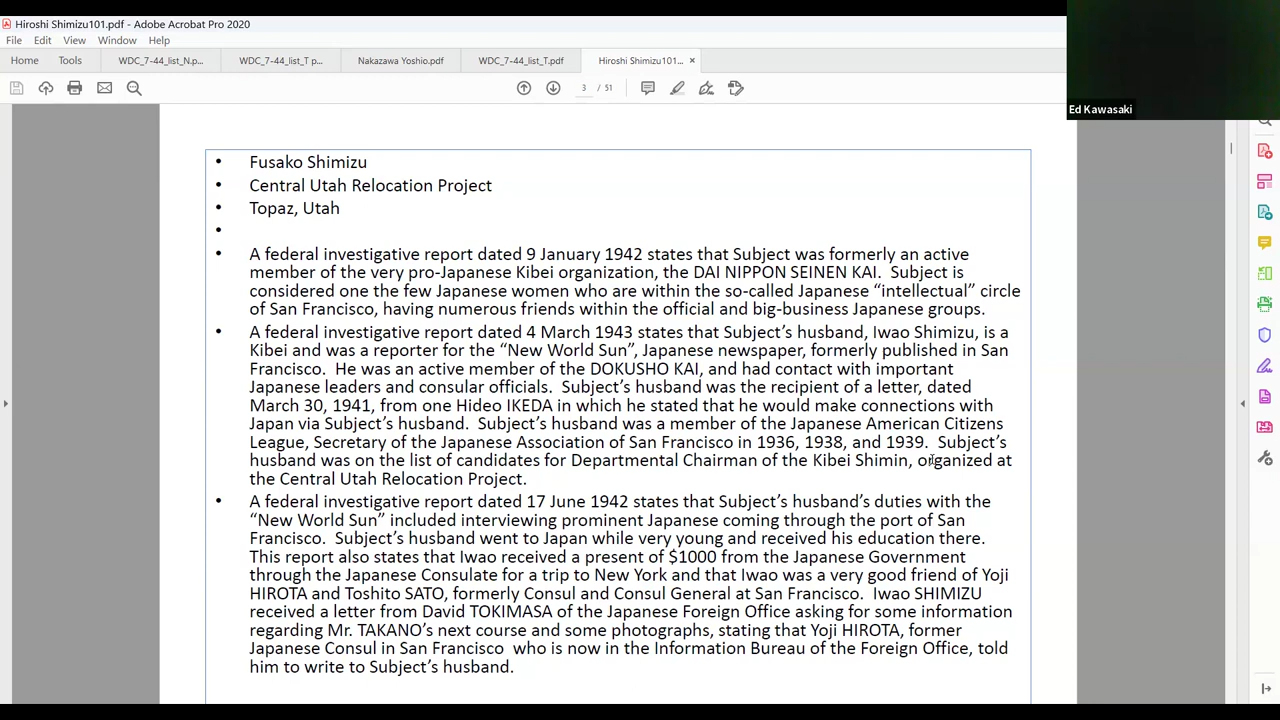 Hiroshi Shimizu101.pdf - Adobe Acrobat Pro 2020
File Edit View Window Help
Home Tools WDC_7-44_list_N.p... WDC_7-44_list_T p... Nakazawa Yoshio.pdf WDC_7-44_list_T.pdf Hiroshi Shimizu101... ×
3 / 51
Ed Kawasaki
• Fusako Shimizu
• Central Utah Relocation Project
• Topaz, Utah
•
• A federal investigative report dated 9 January 1942 states that Subject was formerly an active
member of the very pro-Japanese Kibei organization, the DAI NIPPON SEINEN KAI.  Subject is
considered one the few Japanese women who are within the so-called Japanese “intellectual” circle
of San Francisco, having numerous friends within the official and big-business Japanese groups.
• A federal investigative report dated 4 March 1943 states that Subject’s husband, Iwao Shimizu, is a
Kibei and was a reporter for the “New World Sun”, Japanese newspaper, formerly published in San
Francisco.  He was an active member of the DOKUSHO KAI, and had contact with important
Japanese leaders and consular officials.  Subject’s husband was the recipient of a letter, dated
March 30, 1941, from one Hideo IKEDA in which he stated that he would make connections with
Japan via Subject’s husband.  Subject’s husband was a member of the Japanese American Citizens
League, Secretary of the Japanese Association of San Francisco in 1936, 1938, and 1939.  Subject’s
husband was on the list of candidates for Departmental Chairman of the Kibei Shimin, organized at
the Central Utah Relocation Project.
• A federal investigative report dated 17 June 1942 states that Subject’s husband’s duties with the
“New World Sun” included interviewing prominent Japanese coming through the port of San
Francisco.  Subject’s husband went to Japan while very young and received his education there.
This report also states that Iwao received a present of $1000 from the Japanese Government
through the Japanese Consulate for a trip to New York and that Iwao was a very good friend of Yoji
HIROTA and Toshito SATO, formerly Consul and Consul General at San Francisco.  Iwao SHIMIZU
received a letter from David TOKIMASA of the Japanese Foreign Office asking for some information
regarding Mr. TAKANO’s next course and some photographs, stating that Yoji HIROTA, former
Japanese Consul in San Francisco  who is now in the Information Bureau of the Foreign Office, told
him to write to Subject’s husband.